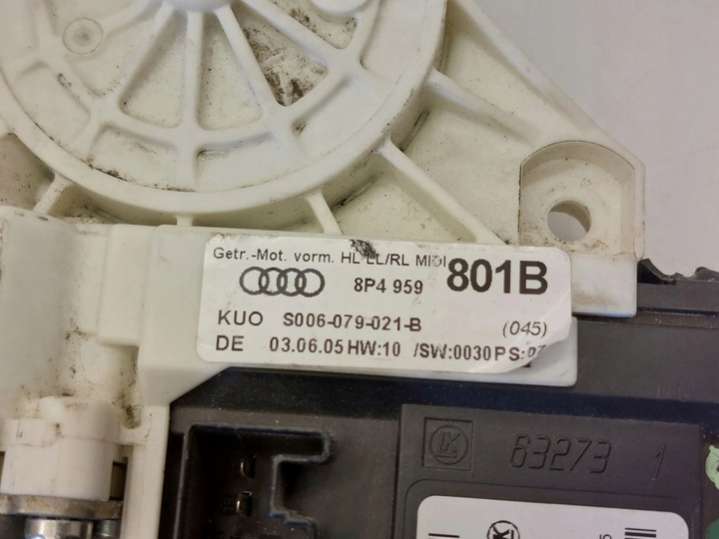 Getr.-Mot. vorm. HL LL/RL MIDI
8P4 959 801B
KUO S006-079-021-B (045)
DE 03.06.05 HW:10 /SW:0030 PS:
63273 1